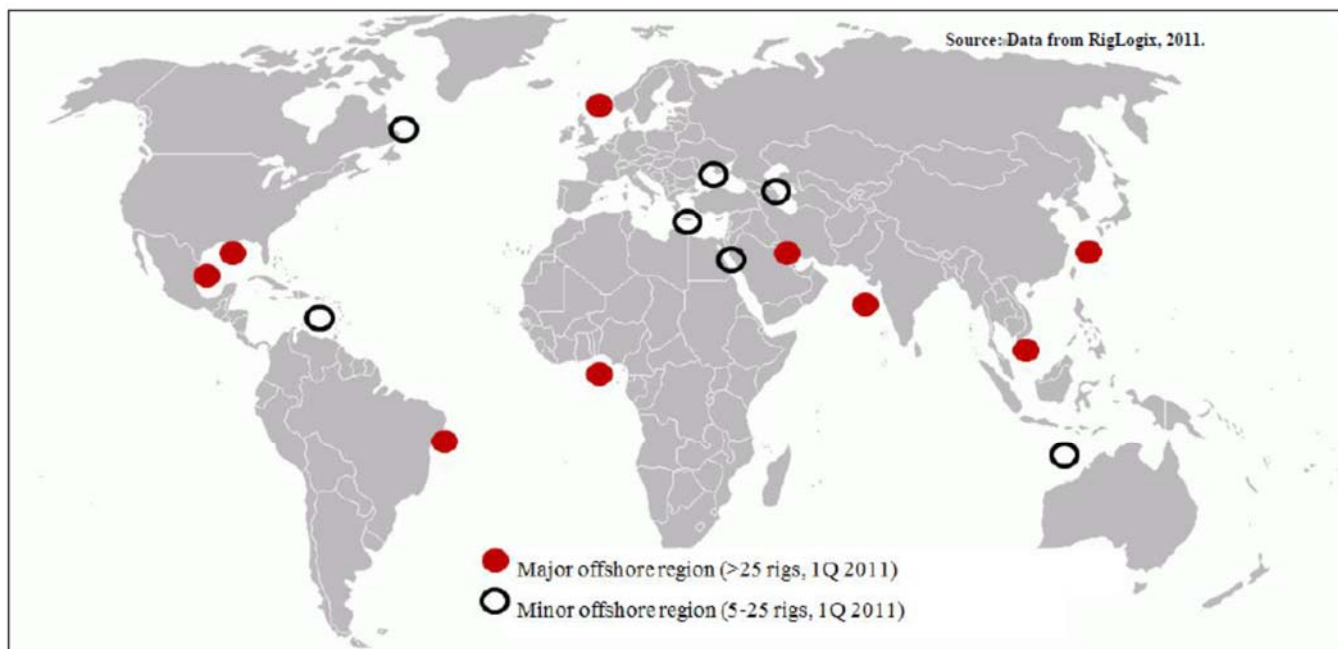 Source: Data from RigLogix, 2011.
Major offshore region (>25 rigs, 1Q 2011)
Minor offshore region (5-25 rigs, 1Q 2011)